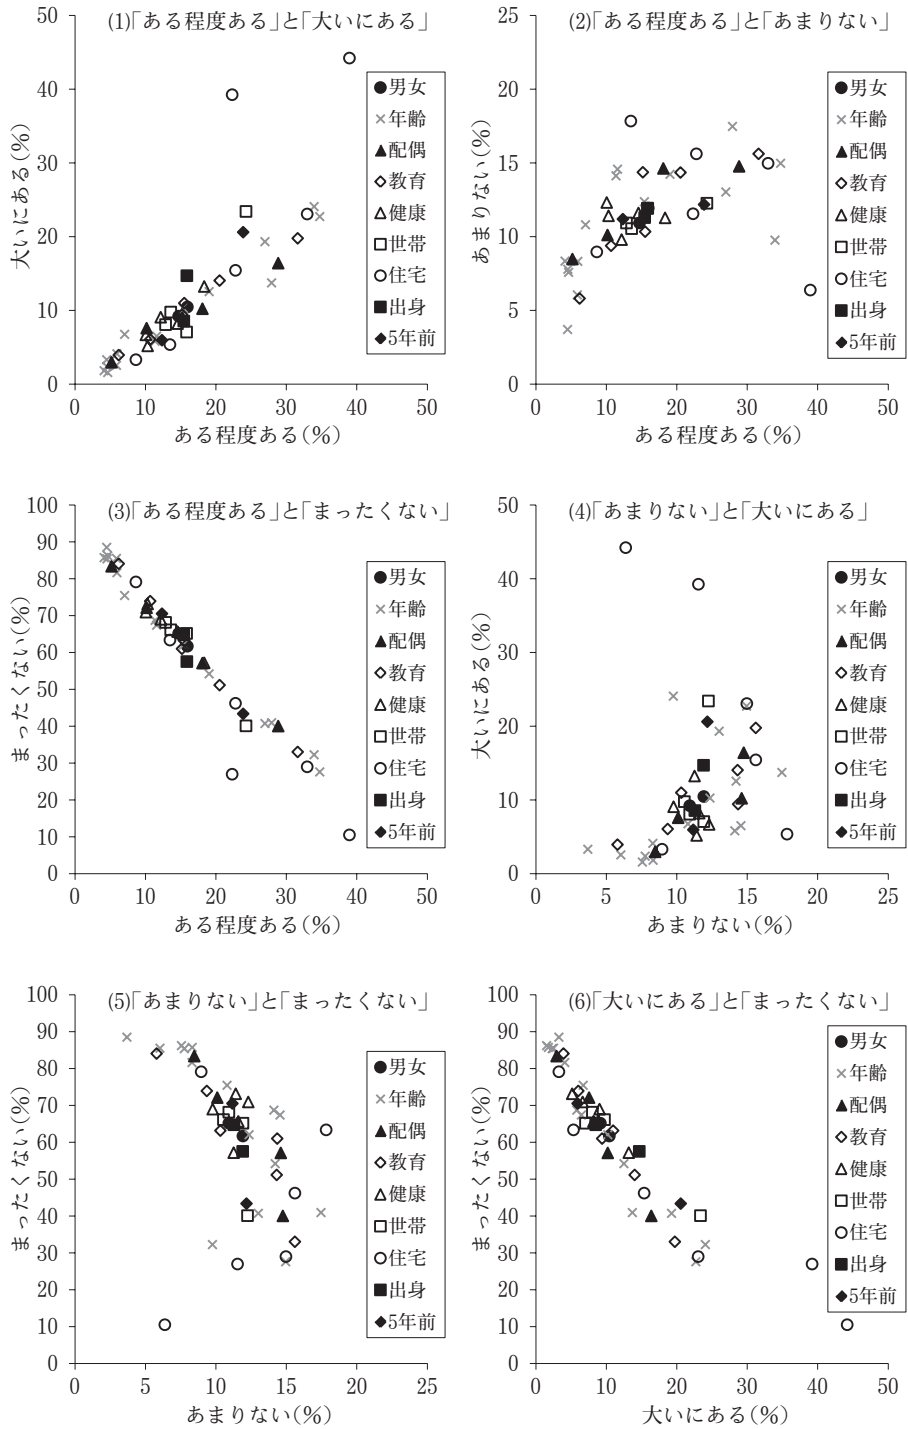 (1)「ある程度ある」と「大いにある」
50
40
30
20
10
0
大いにある(%)
0 10 20 30 40 50
ある程度ある(%)
男女
年齢
配偶
教育
健康
世帯
住宅
出身
5年前
(2)「ある程度ある」と「あまりない」
25
20
15
10
5
0
あまりない(%)
0 10 20 30 40 50
ある程度ある(%)
男女
年齢
配偶
教育
健康
世帯
住宅
出身
5年前
(3)「ある程度ある」と「まったくない」
100
90
80
70
60
50
40
30
20
10
0
まったくない(%)
0 10 20 30 40 50
ある程度ある(%)
男女
年齢
配偶
教育
健康
世帯
住宅
出身
5年前
(4)「あまりない」と「大いにある」
50
40
30
20
10
0
大いにある(%)
0 5 10 15 20 25
あまりない(%)
男女
年齢
配偶
教育
健康
世帯
住宅
出身
5年前
(5)「あまりない」と「まったくない」
100
90
80
70
60
50
40
30
20
10
0
まったくない(%)
0 5 10 15 20 25
あまりない(%)
男女
年齢
配偶
教育
健康
世帯
住宅
出身
5年前
(6)「大いにある」と「まったくない」
100
90
80
70
60
50
40
30
20
10
0
まったくない(%)
0 10 20 30 40 50
大いにある(%)
男女
年齢
配偶
教育
健康
世帯
住宅
出身
5年前